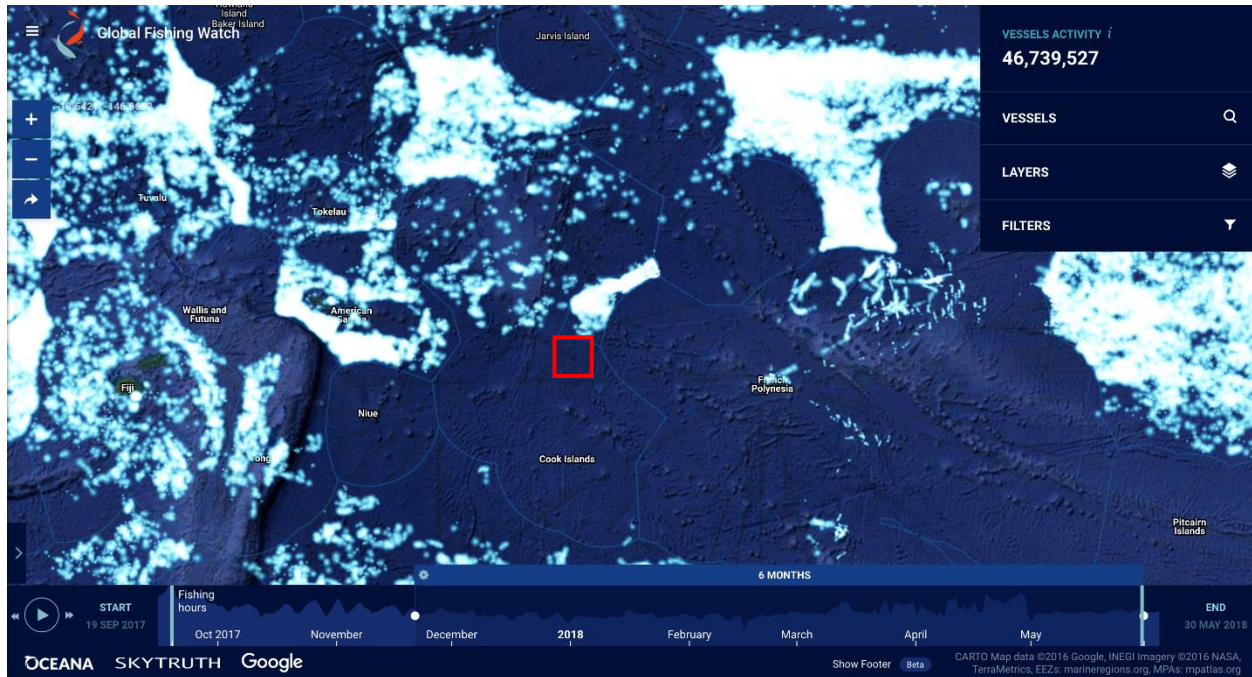 Howland
Island
Baker Island
Global Fishing Watch
Jarvis Island
VESSELS ACTIVITY i
46,739,527
VESSELS
LAYERS
FILTERS
+
−
Tuvalu
Tokelau
Wallis and
Futuna
American
Fiji
Niue
French
Polynesia
Cook Islands
Pitcairn
Islands
6 MONTHS
START
19 SEP 2017
Fishing
hours
Oct 2017
November
December
2018
February
March
April
May
END
30 MAY 2018
OCEANA
SKYTRUTH
Google
Show Footer
Beta
CARTO Map data ©2016 Google, INEGI Imagery ©2016 NASA,
TerraMetrics, EEZs: marineregions.org, MPAs: mpatlas.org